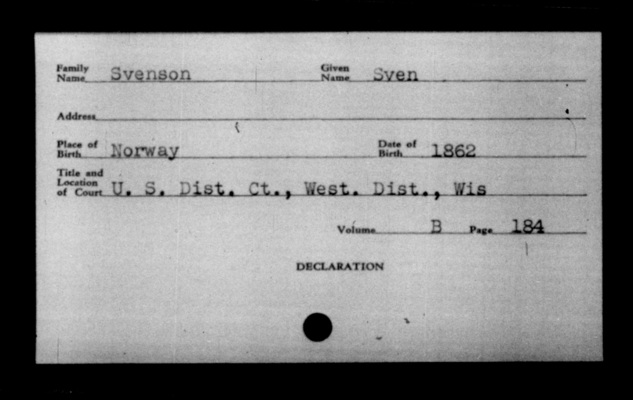 Family Name Svenson Given Name Sven
Address
Place of Birth Norway Date of Birth 1862
Title and Location of Court U. S. Dist. Ct., West. Dist., Wis
Volume B Page 184
DECLARATION